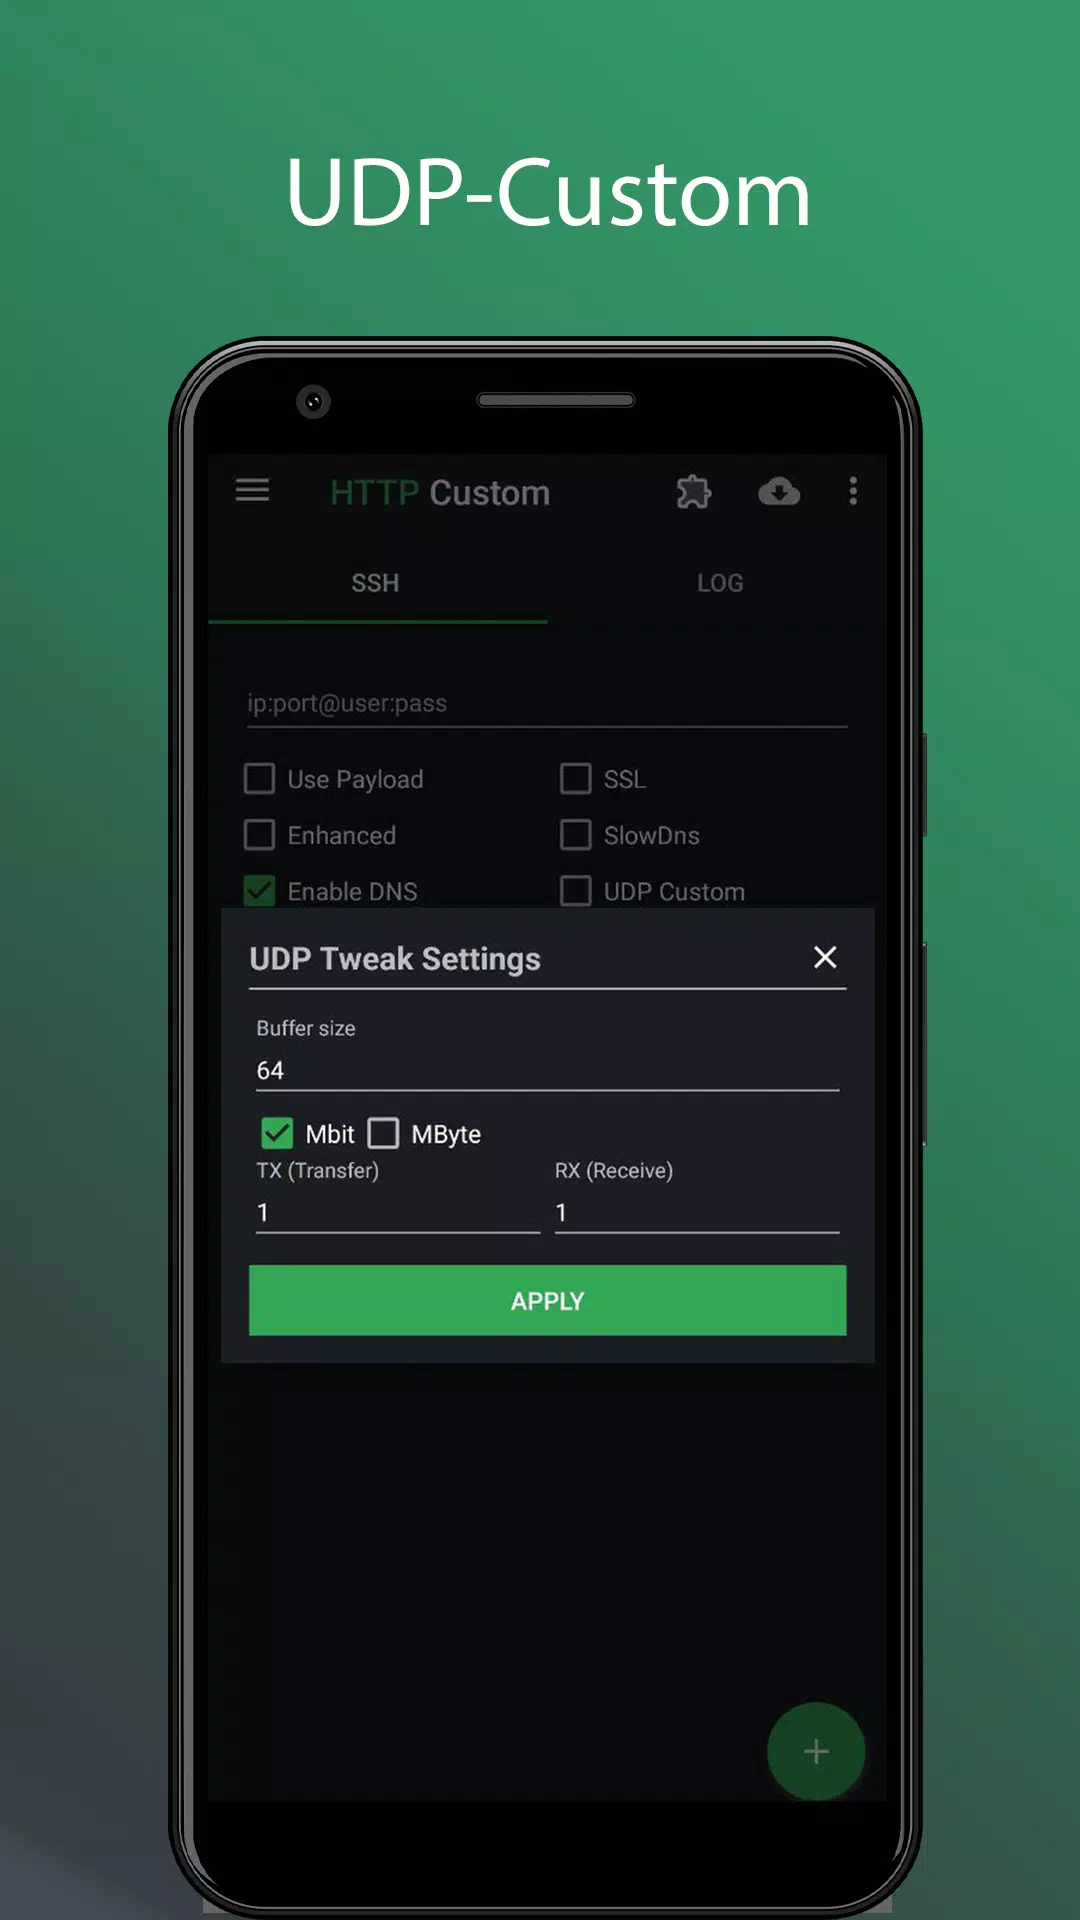 UDP-Custom
HTTP Custom
SSH LOG
ip:port@user:pass
Use Payload SSL
Enhanced SlowDns
Enable DNS UDP Custom
UDP Tweak Settings
Buffer size
64
Mbit MByte
TX (Transfer) RX (Receive)
1 1
APPLY